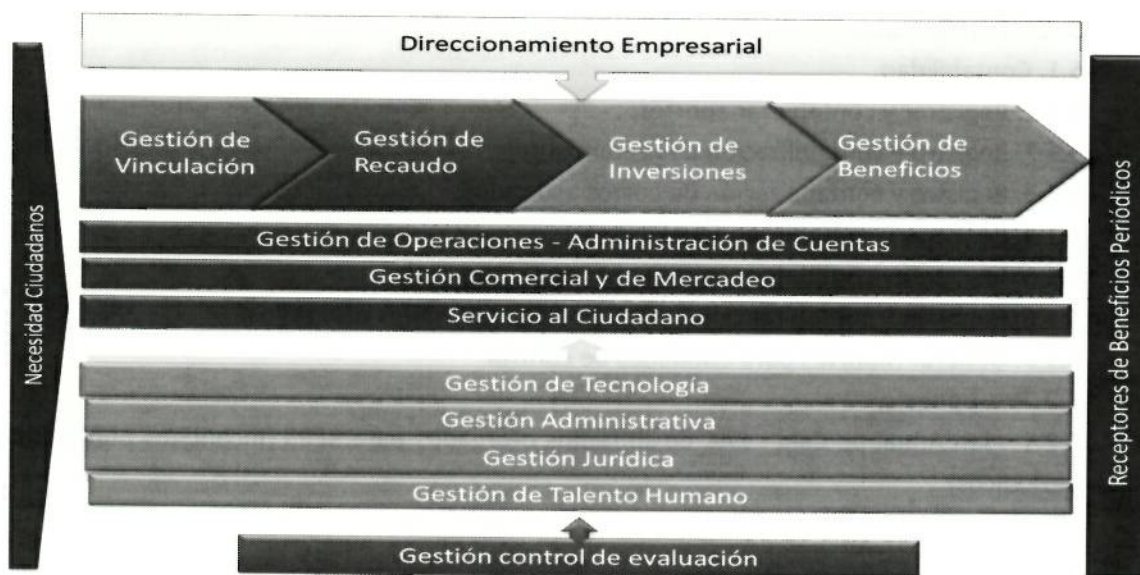 Direccionamiento Empresarial
Necesidad Ciudadanos
Gestión de
Vinculación
Gestión de
Recaudo
Gestión de
Inversiones
Gestión de
Beneficios
Gestión de Operaciones - Administración de Cuentas
Gestión Comercial y de Mercadeo
Servicio al Ciudadano
Gestión de Tecnología
Gestión Administrativa
Gestión Jurídica
Gestión de Talento Humano
Gestión control de evaluación
Receptores de Beneficios Periódicos